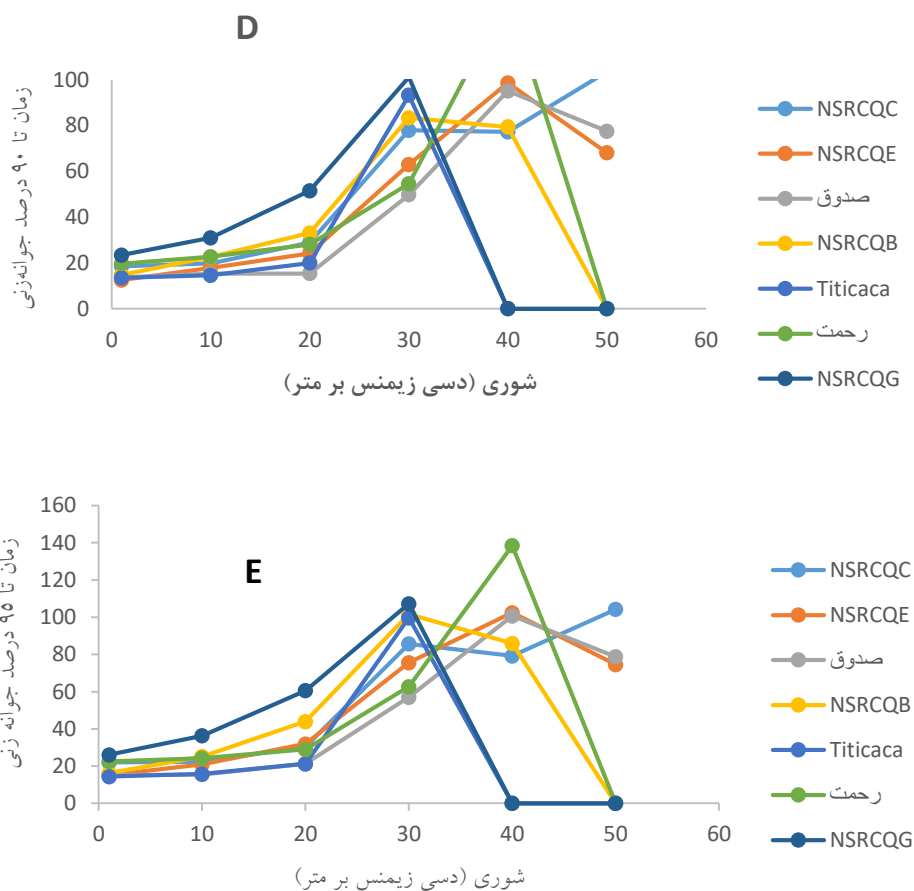 D
زمان تا ۹۰ درصد جوانه‌زنی
100
80
60
40
20
0
0 10 20 30 40 50 60
شوری (دسی زیمنس بر متر)
NSRCQC
NSRCQE
صدوق
NSRCQB
Titicaca
رحمت
NSRCQG
E
زمان تا ۹۵ درصد جوانه زنی
160
140
120
100
80
60
40
20
0
0 10 20 30 40 50 60
شوری (دسی زیمنس بر متر)
NSRCQC
NSRCQE
صدوق
NSRCQB
Titicaca
رحمت
NSRCQG